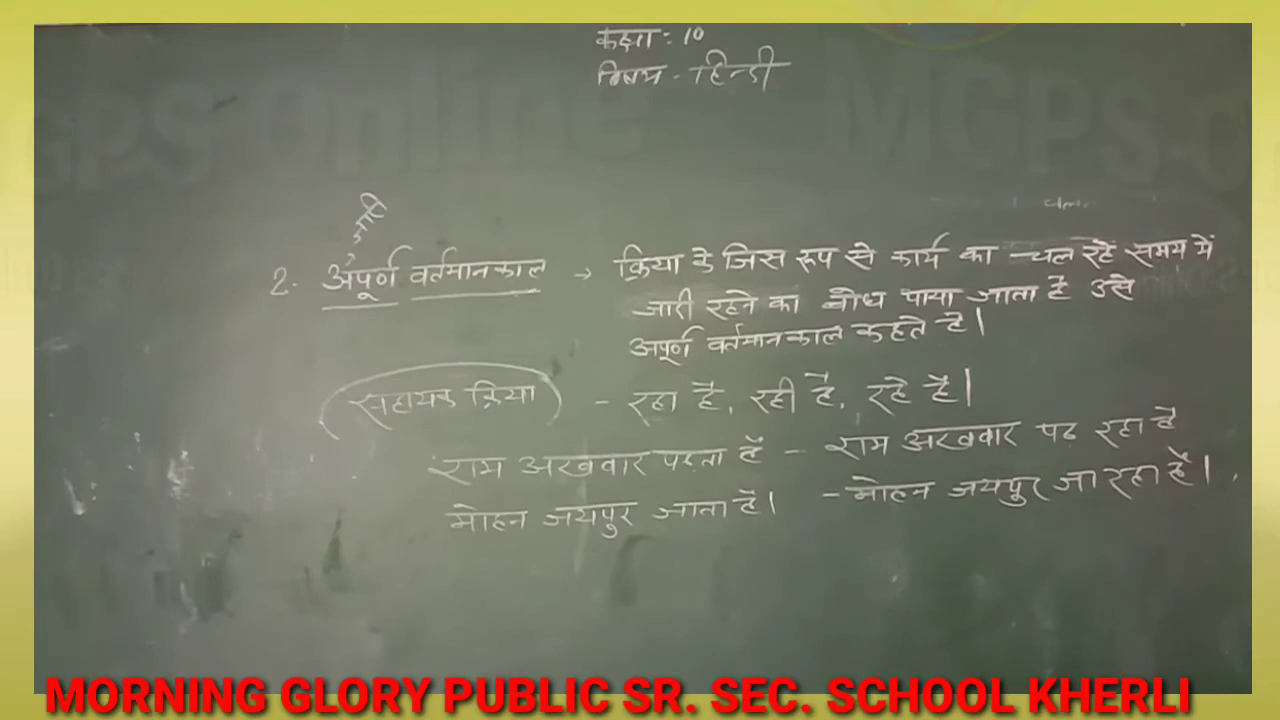 कक्षा: 10
विषय - हिन्दी
जारी
2. अपूर्ण वर्तमानकाल → क्रिया के जिस रूप से कार्य का चल रहे समय में
जारी रहने का बोध पाया जाता है उसे
अपूर्ण वर्तमानकाल कहते है।
सहायक क्रिया - रहा है, रही है, रहे है।
राम अखबार पढ़ता है - राम अखबार पढ रहा है
मोहन जयपुर जाता है। - मोहन जयपुर जा रहा है।
MORNING GLORY PUBLIC SR. SEC. SCHOOL KHERLI
MGPS Online